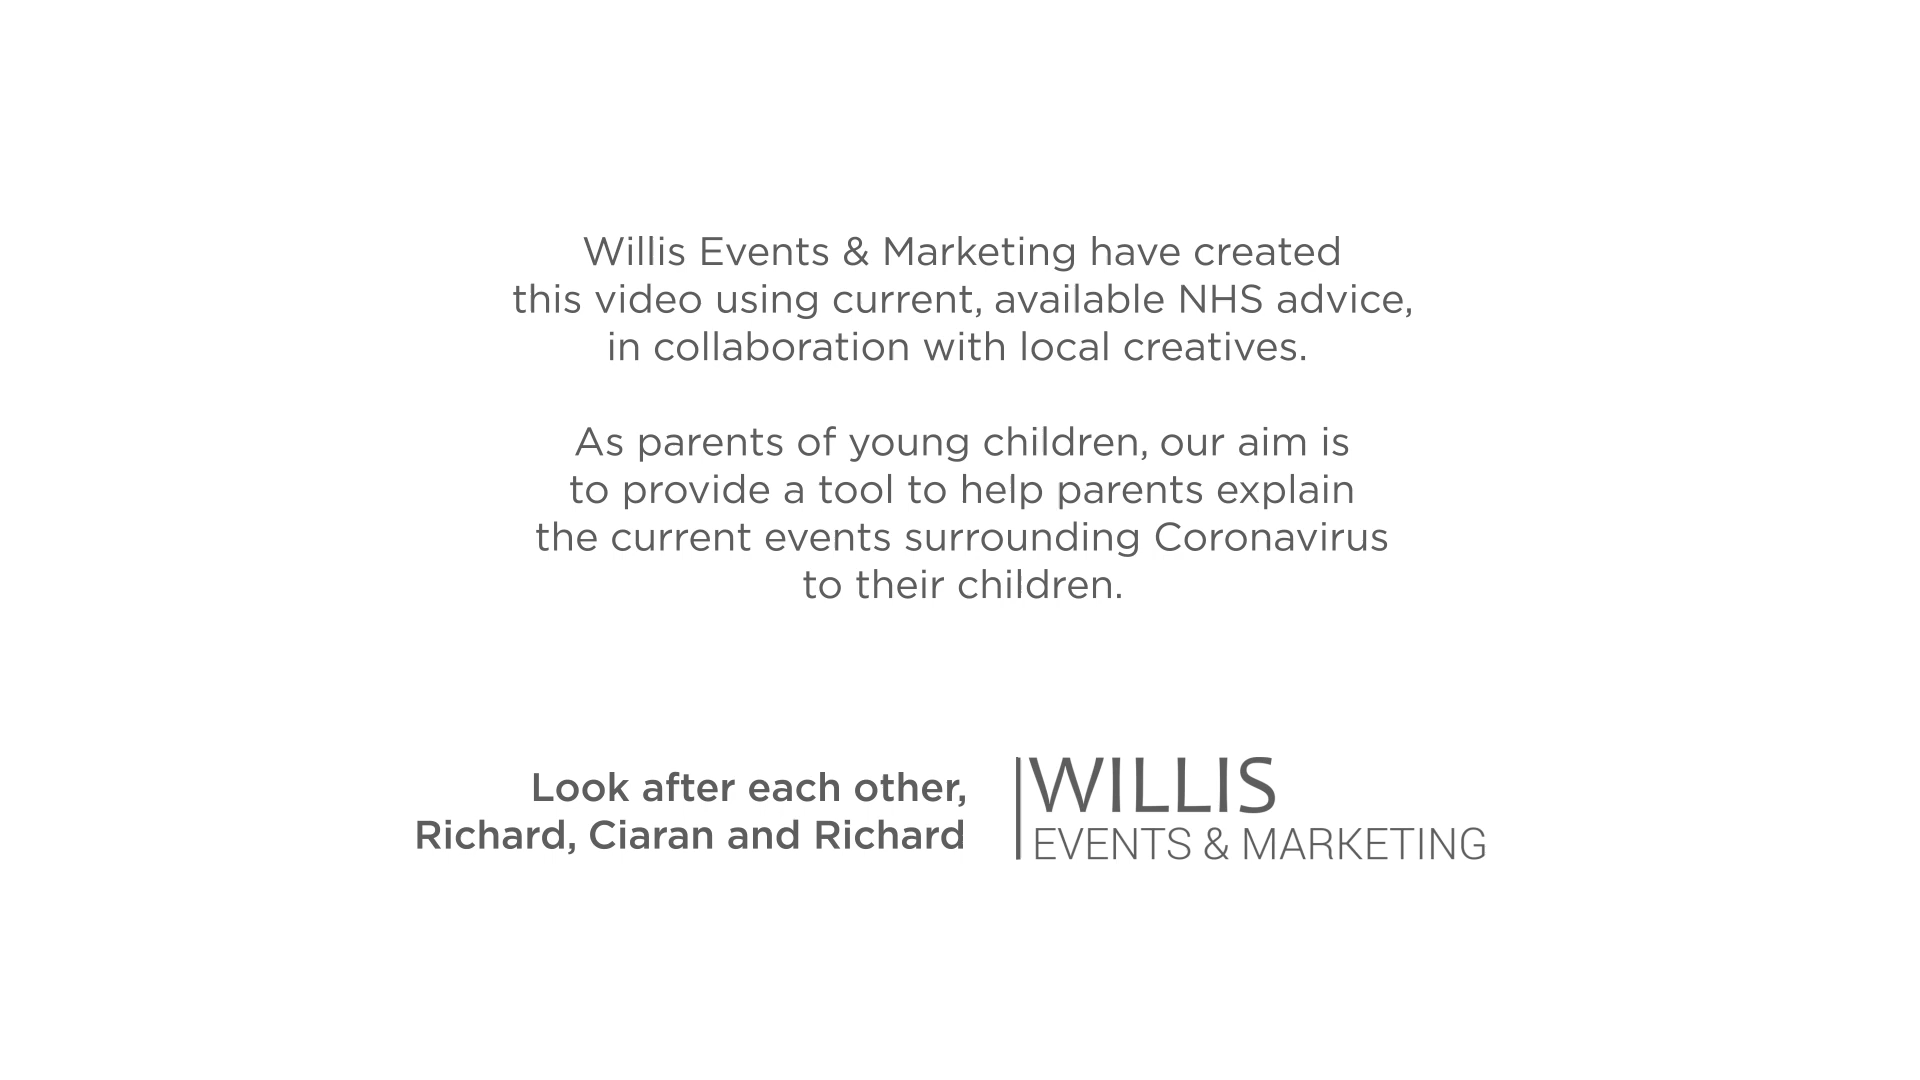 Willis Events & Marketing have created
this video using current, available NHS advice,
in collaboration with local creatives.
As parents of young children, our aim is
to provide a tool to help parents explain
the current events surrounding Coronavirus
to their children.
Look after each other,
Richard, Ciaran and Richard
WILLIS
EVENTS & MARKETING